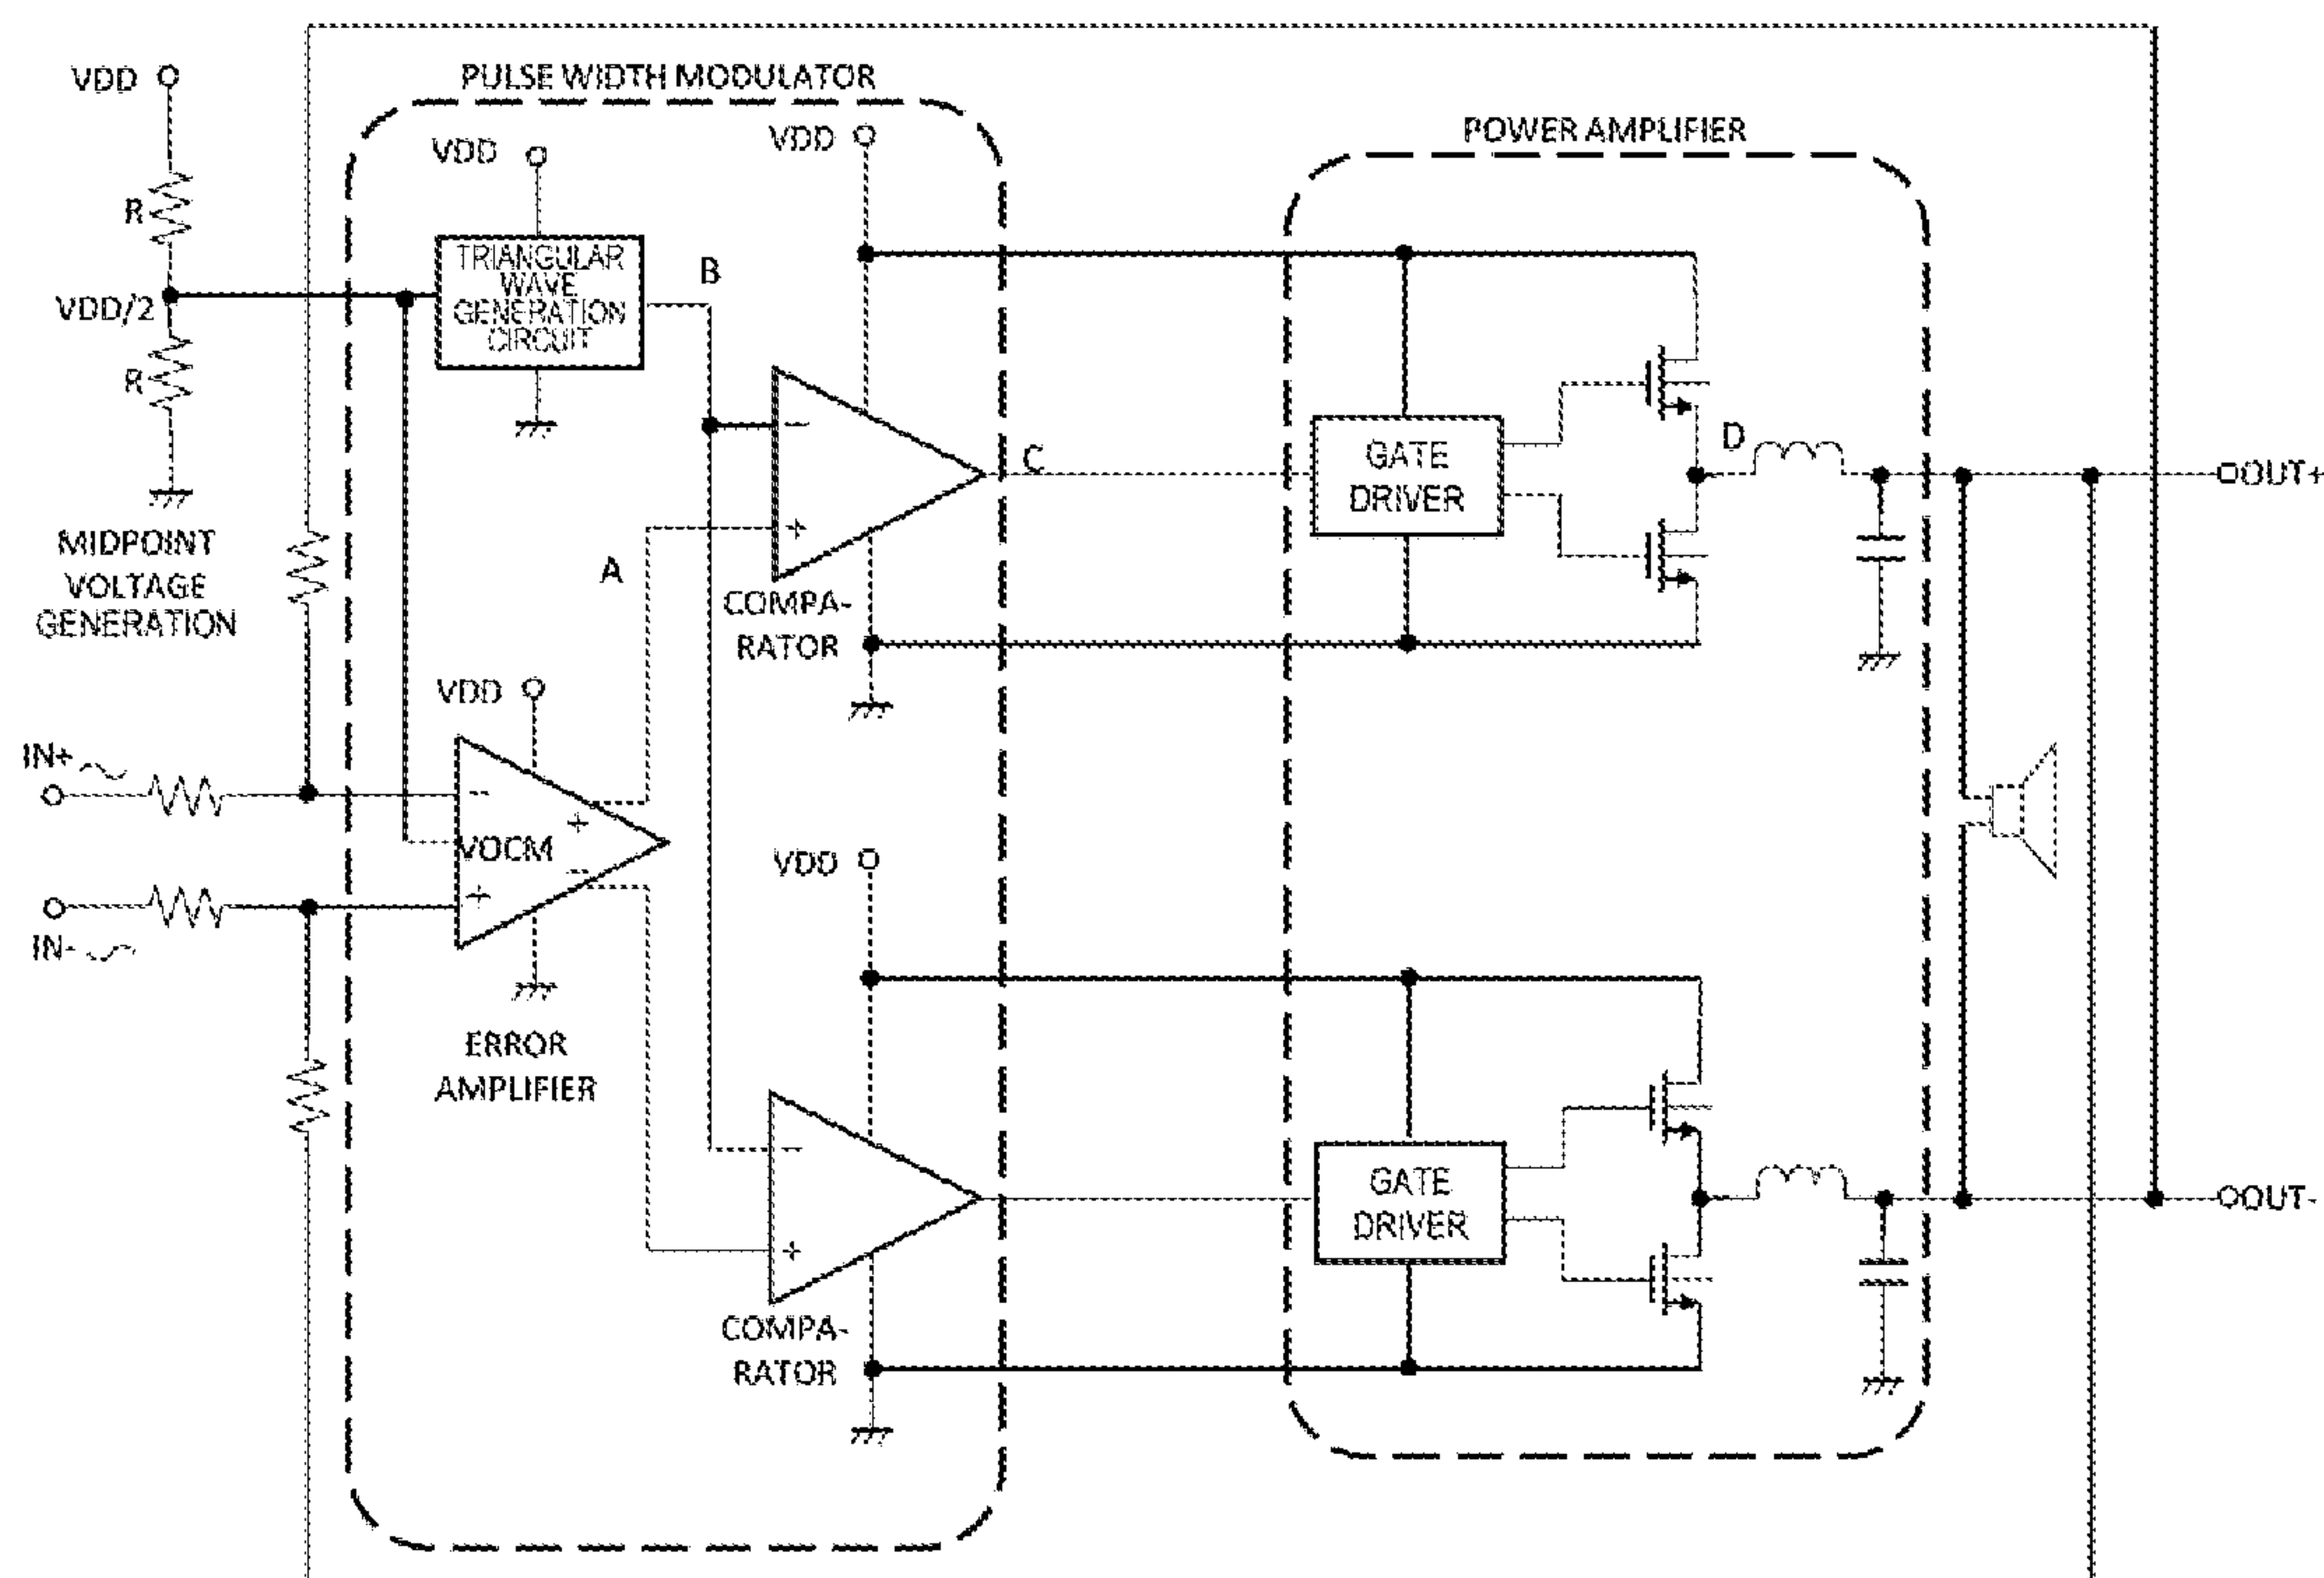 PULSE WIDTH MODULATOR
POWER AMPLIFIER
VDD
VDD
VDD
R
TRIANGULAR
WAVE
GENERATION
CIRCUIT
B
VDD/2
R
MIDPOINT
VOLTAGE
GENERATION
A
−
+
COMPA-
RATOR
C
GATE
DRIVER
D
OUT+
VDD
IN+
−
+
VOCM
−
+
IN-
ERROR
AMPLIFIER
VDD
−
+
COMPA-
RATOR
GATE
DRIVER
OUT-